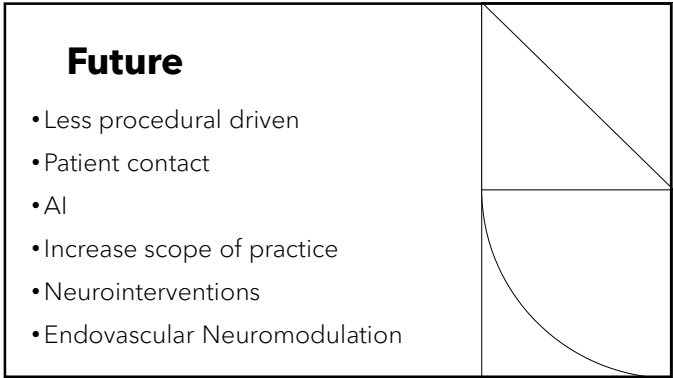 Future
•Less procedural driven
•Patient contact
•AI
•Increase scope of practice
•Neurointerventions
•Endovascular Neuromodulation